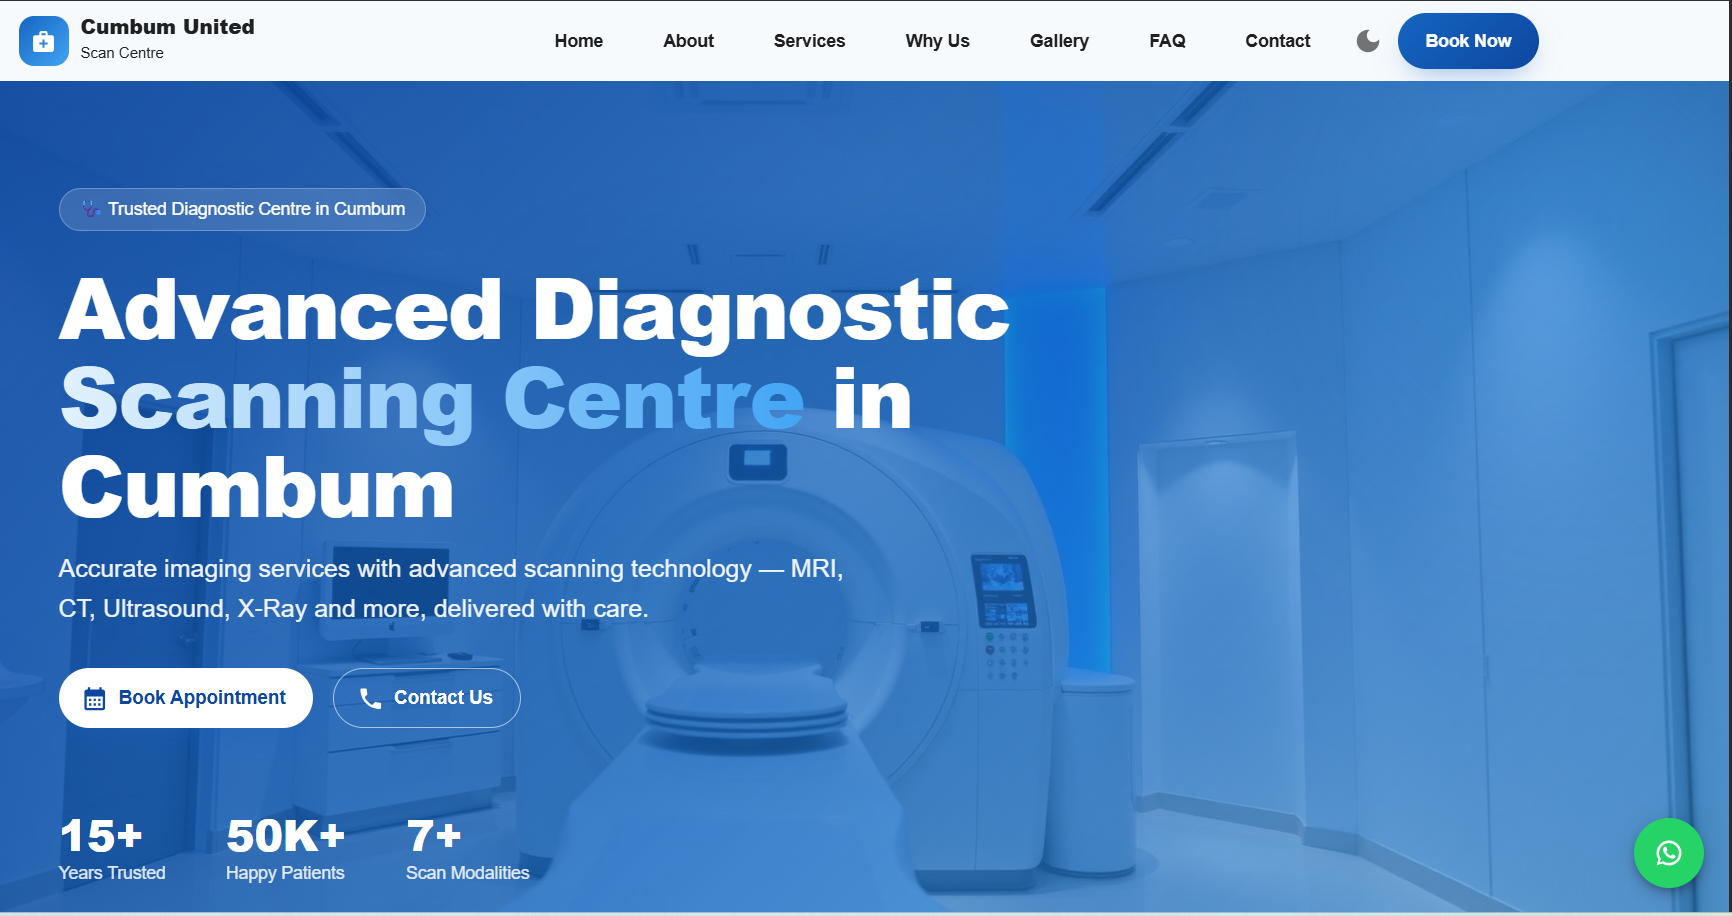 Cumbum United
Scan Centre
Home
About
Services
Why Us
Gallery
FAQ
Contact
Book Now
Trusted Diagnostic Centre in Cumbum
Advanced Diagnostic
Scanning Centre in
Cumbum
Accurate imaging services with advanced scanning technology — MRI,
CT, Ultrasound, X-Ray and more, delivered with care.
Book Appointment
Contact Us
15+
Years Trusted
50K+
Happy Patients
7+
Scan Modalities